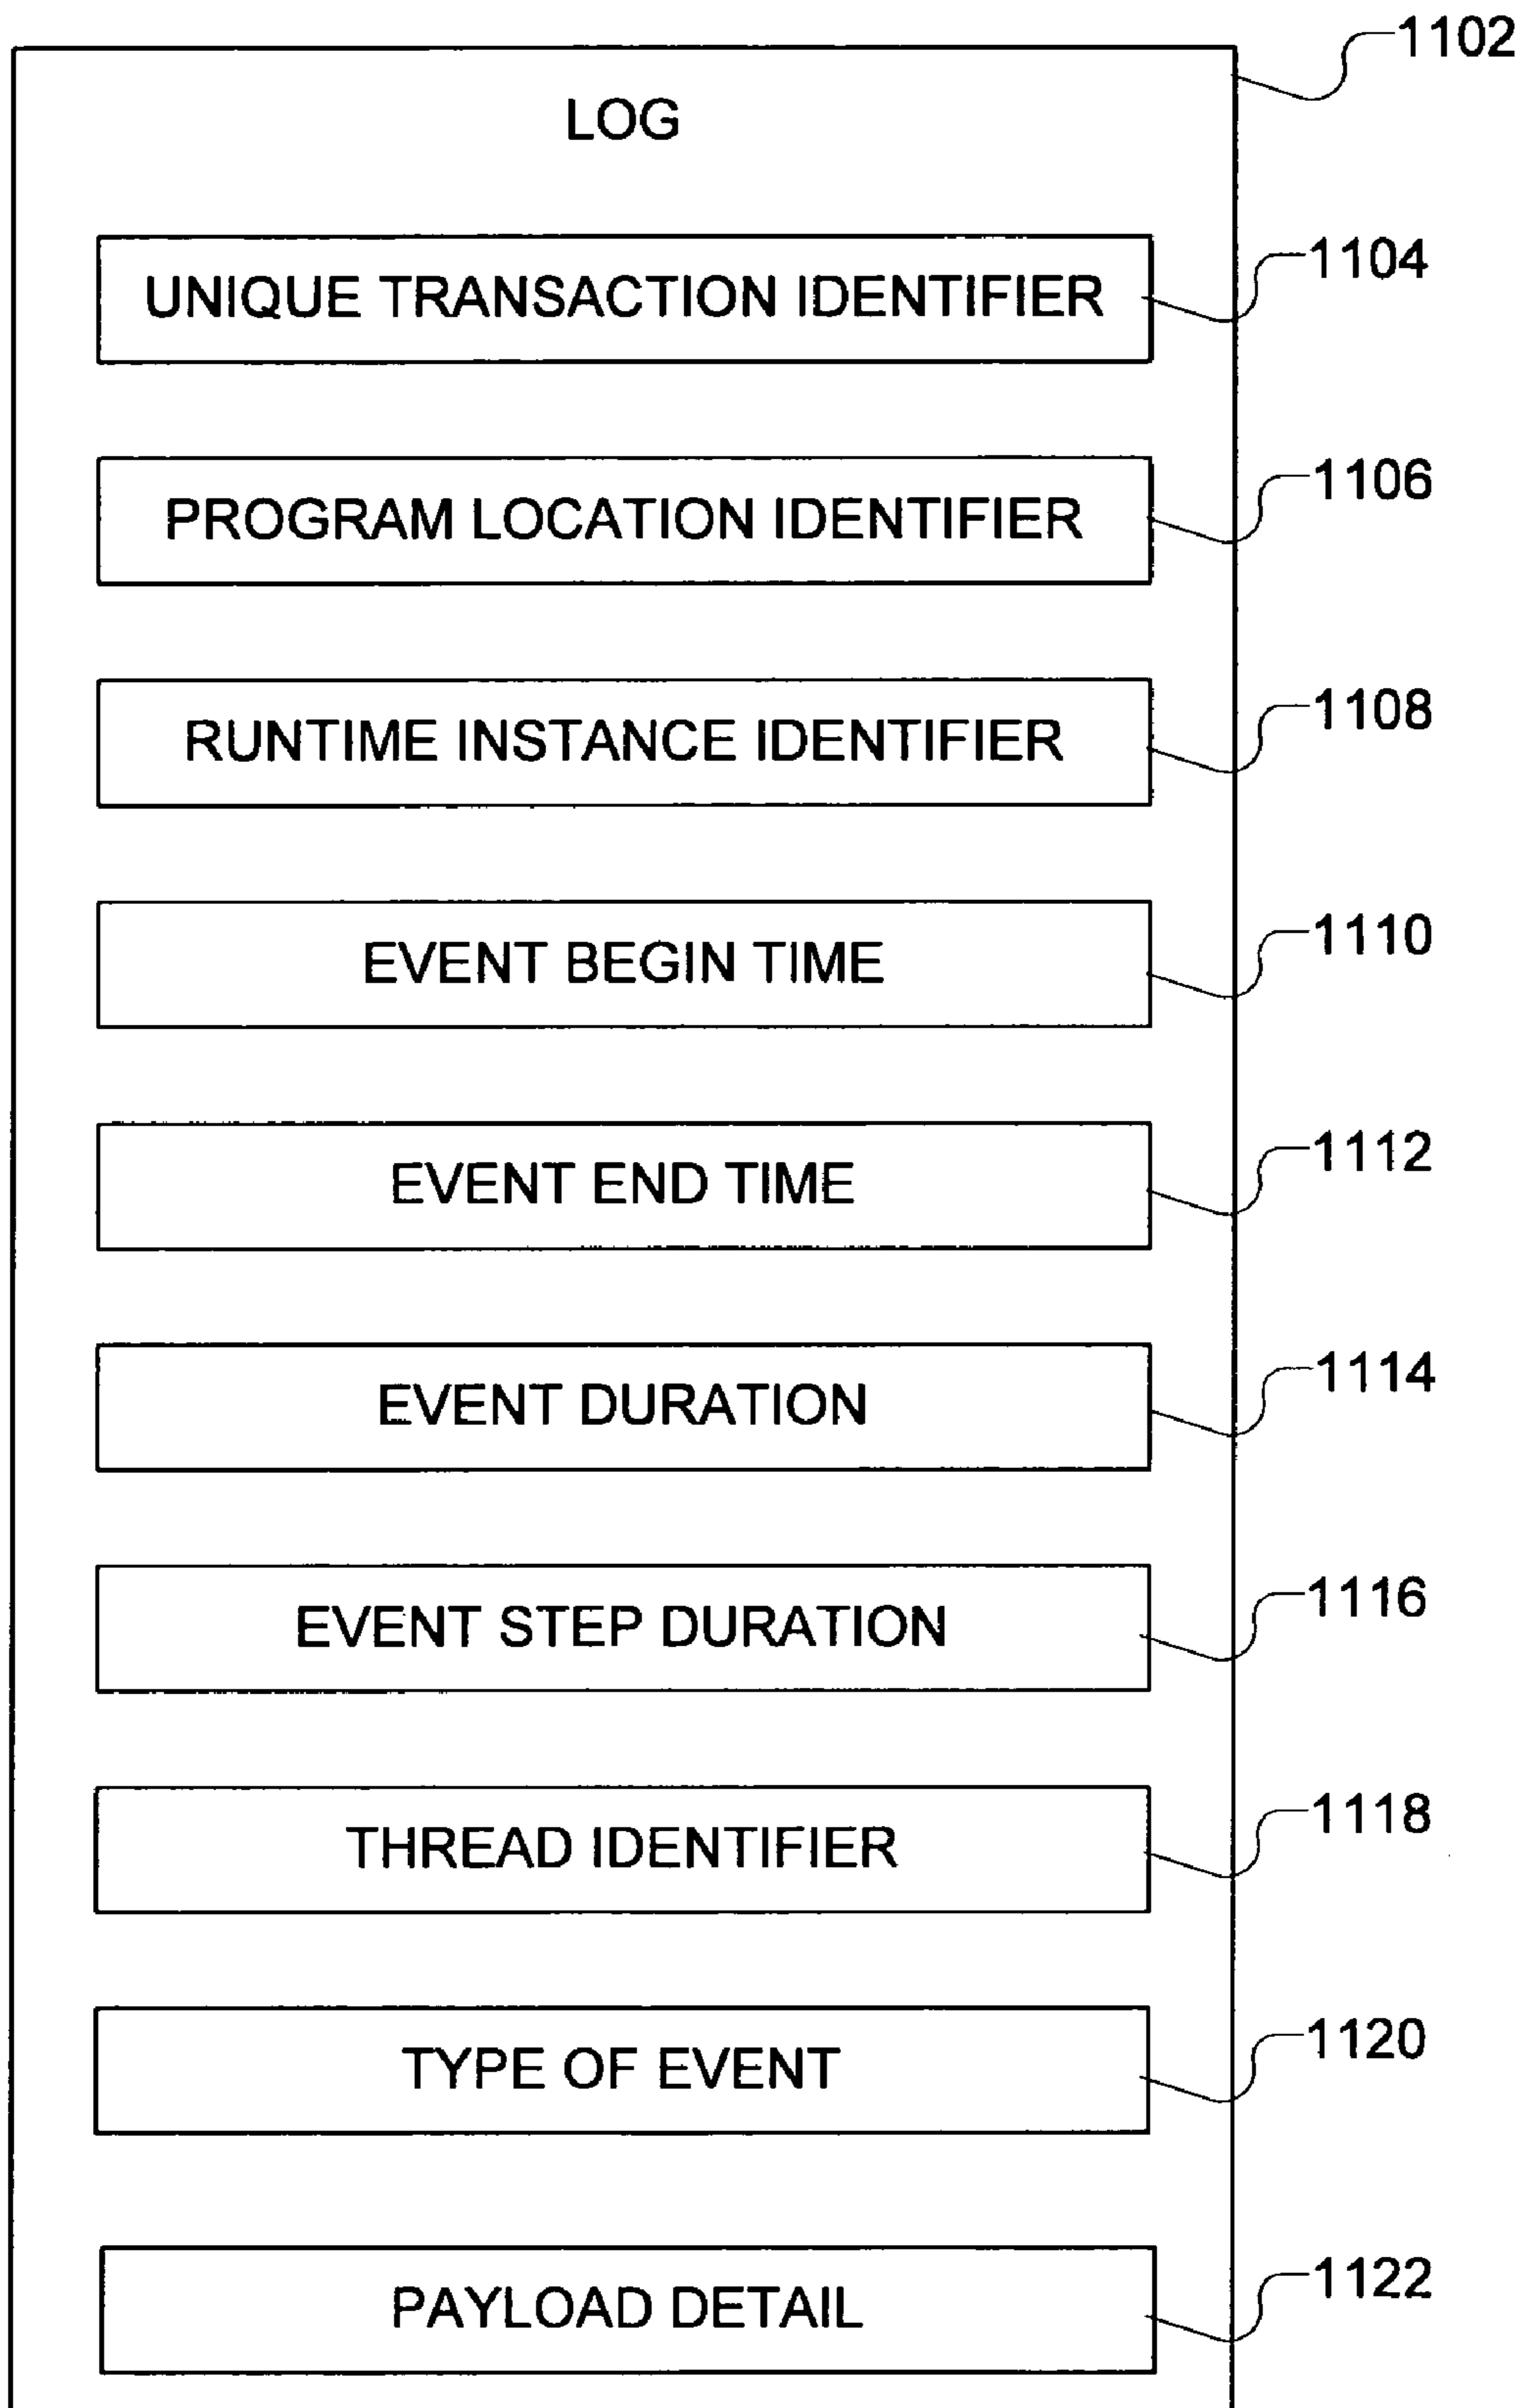 1102
LOG
UNIQUE TRANSACTION IDENTIFIER
1104
PROGRAM LOCATION IDENTIFIER
1106
RUNTIME INSTANCE IDENTIFIER
1108
EVENT BEGIN TIME
1110
EVENT END TIME
1112
EVENT DURATION
1114
EVENT STEP DURATION
1116
THREAD IDENTIFIER
1118
TYPE OF EVENT
1120
PAYLOAD DETAIL
1122